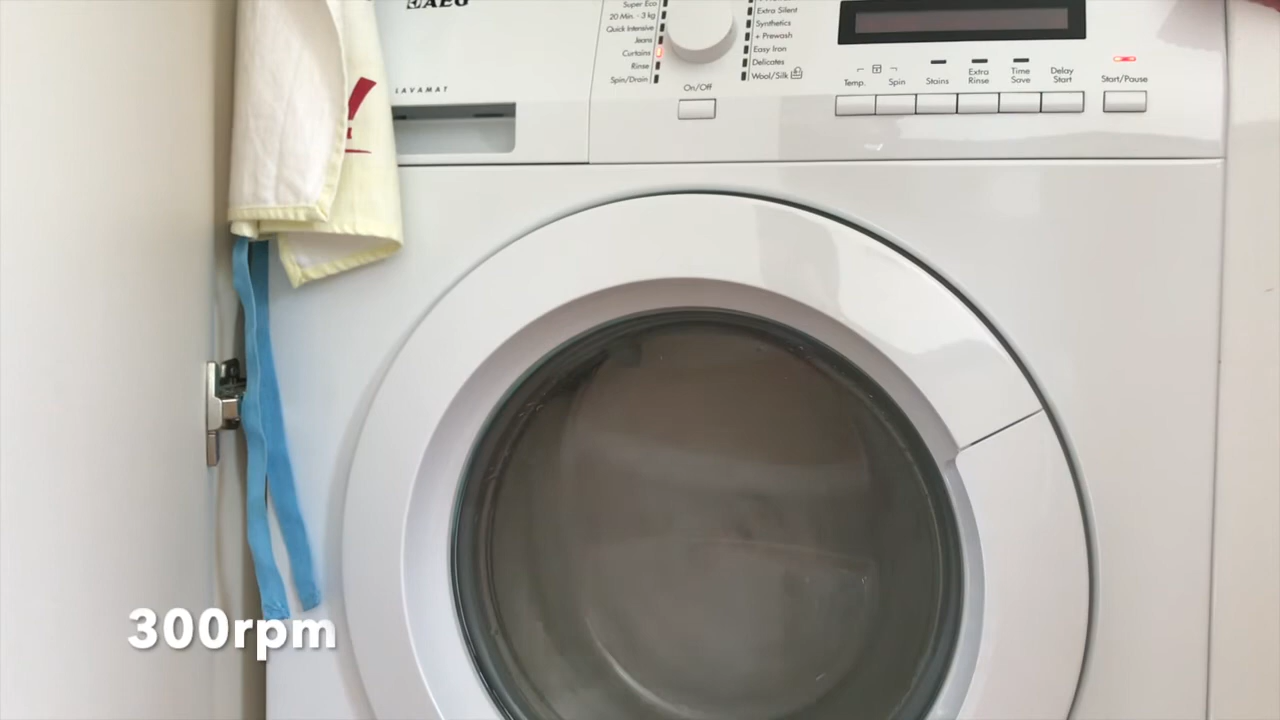 AEG
LAVAMAT
Super Eco
20 Min. - 3 kg
Quick Intensive
Jeans
Curtains
Rinse
Spin/Drain
On/Off
Extra Silent
Synthetics
+ Prewash
Easy Iron
Delicates
Wool/Silk
Temp.
Spin
Stains
Extra
Rinse
Time
Save
Delay
Start
Start/Pause
300rpm